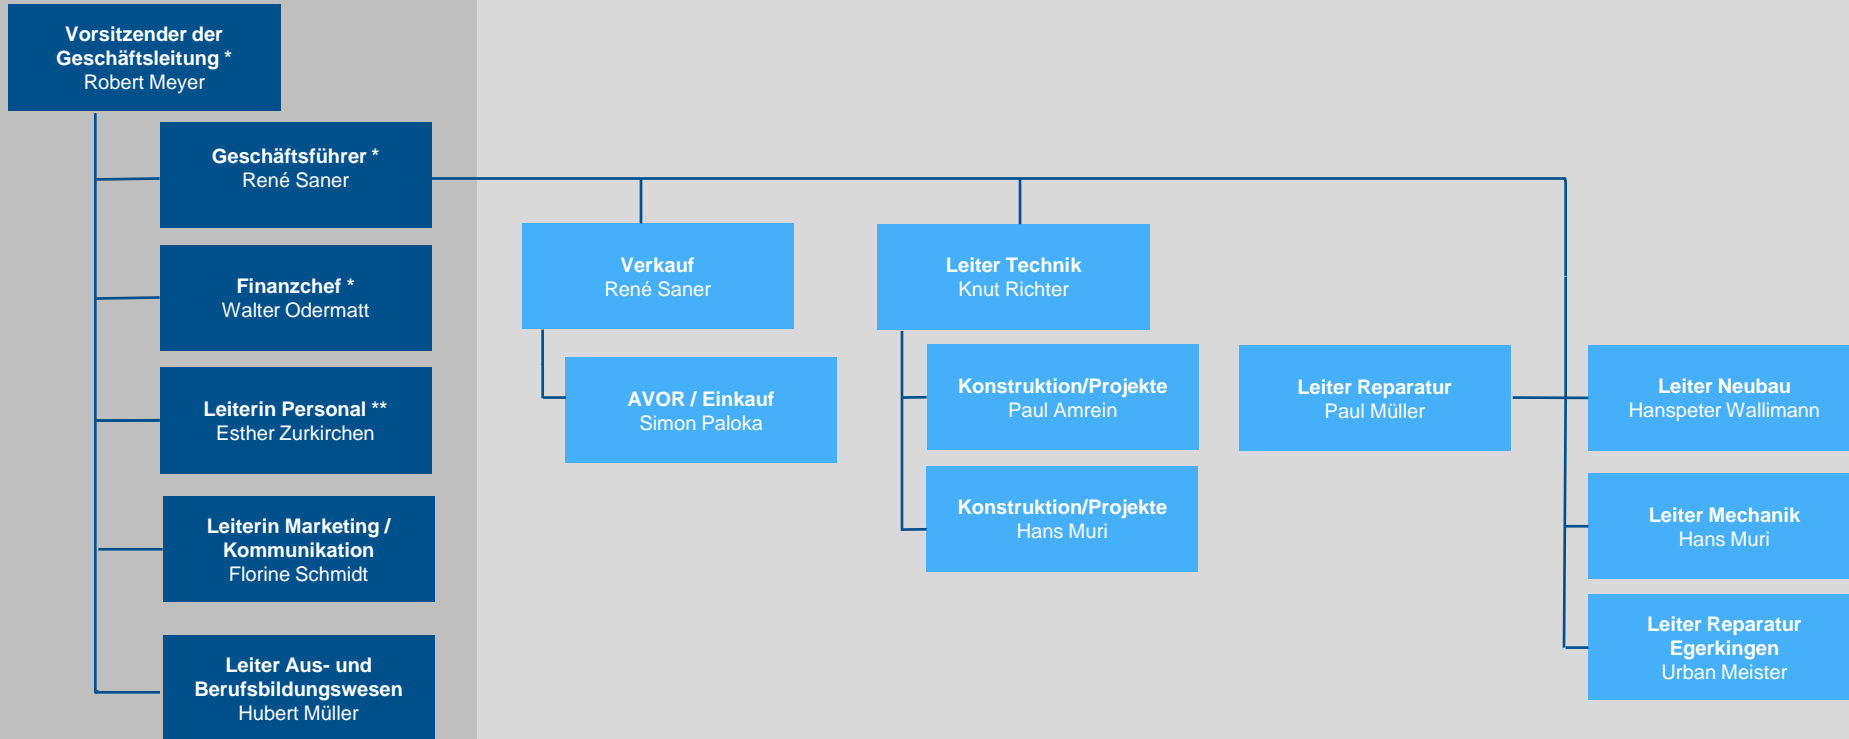 Vorsitzender der
Geschäftsleitung *
Robert Meyer
Geschäftsführer *
René Saner
Finanzchef *
Walter Odermatt
Leiterin Personal **
Esther Zurkirchen
Leiterin Marketing /
Kommunikation
Florine Schmidt
Leiter Aus- und
Berufsbildungswesen
Hubert Müller
Verkauf
René Saner
AVOR / Einkauf
Simon Paloka
Leiter Technik
Knut Richter
Konstruktion/Projekte
Paul Amrein
Konstruktion/Projekte
Hans Muri
Leiter Reparatur
Paul Müller
Leiter Neubau
Hanspeter Wallimann
Leiter Mechanik
Hans Muri
Leiter Reparatur
Egerkingen
Urban Meister